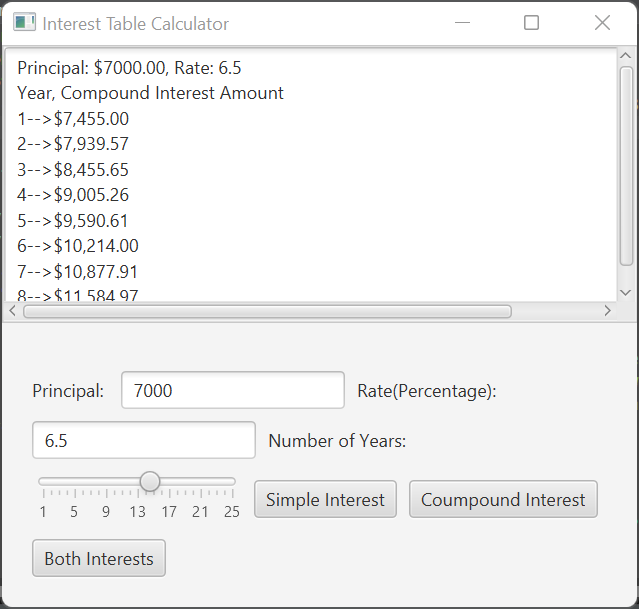 Interest Table Calculator
Principal: $7000.00, Rate: 6.5
Year, Compound Interest Amount
1-->$7,455.00
2-->$7,939.57
3-->$8,455.65
4-->$9,005.26
5-->$9,590.61
6-->$10,214.00
7-->$10,877.91
8-->$11,584.97
Principal: 7000 Rate(Percentage):
6.5 Number of Years:
1 5 9 13 17 21 25 Simple Interest Coumpound Interest
Both Interests